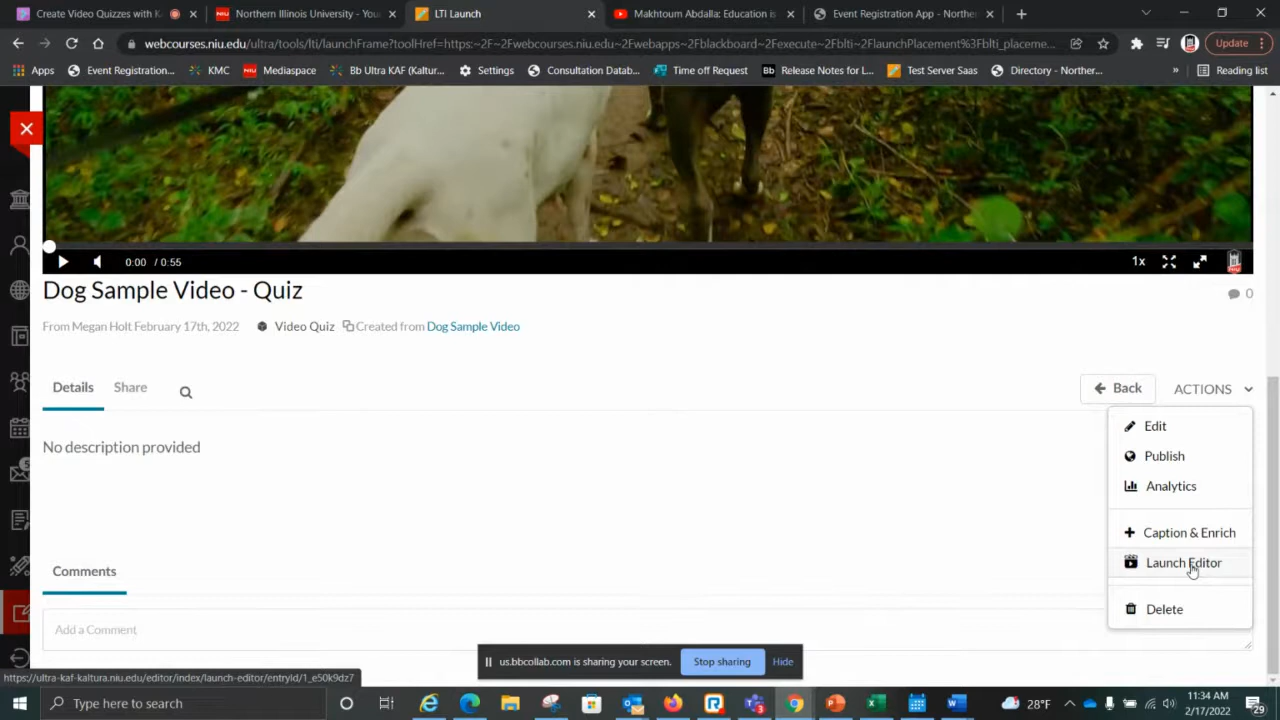 Create Video Quizzes with Ka
Northern Illinois University - You
LTI Launch
Makhtoum Abdalla: Education is
Event Registration App - Northe
webcourses.niu.edu/ultra/tools/lti/launchFrame?toolHref=https:~2F~2Fwebcourses.niu.edu~2Fwebapps~2Fblackboard~2Fexecute~2Fblti~2FlaunchPlacement%3Fblti_placeme...
Update
Apps
Event Registration...
KMC
NIU
Mediaspace
Bb Ultra KAF (Kaltur...
Settings
Consultation Datab...
Time off Request
Bb
Release Notes for L...
Test Server Saas
Directory - Norther...
»
Reading list
0:00 / 0:55
1x
Dog Sample Video - Quiz
0
From Megan Holt February 17th, 2022
Video Quiz
Created from Dog Sample Video
Details
Share
Back
ACTIONS
Edit
No description provided
Publish
Analytics
Caption & Enrich
Launch Editor
Comments
Delete
Add a Comment
us.bbcollab.com is sharing your screen.
Stop sharing
Hide
https://ultra-kaf-kaltura.niu.edu/editor/index/launch-editor/entryid/1_e50k9dz7
Type here to search
28°F
11:34 AM
2/17/2022
29